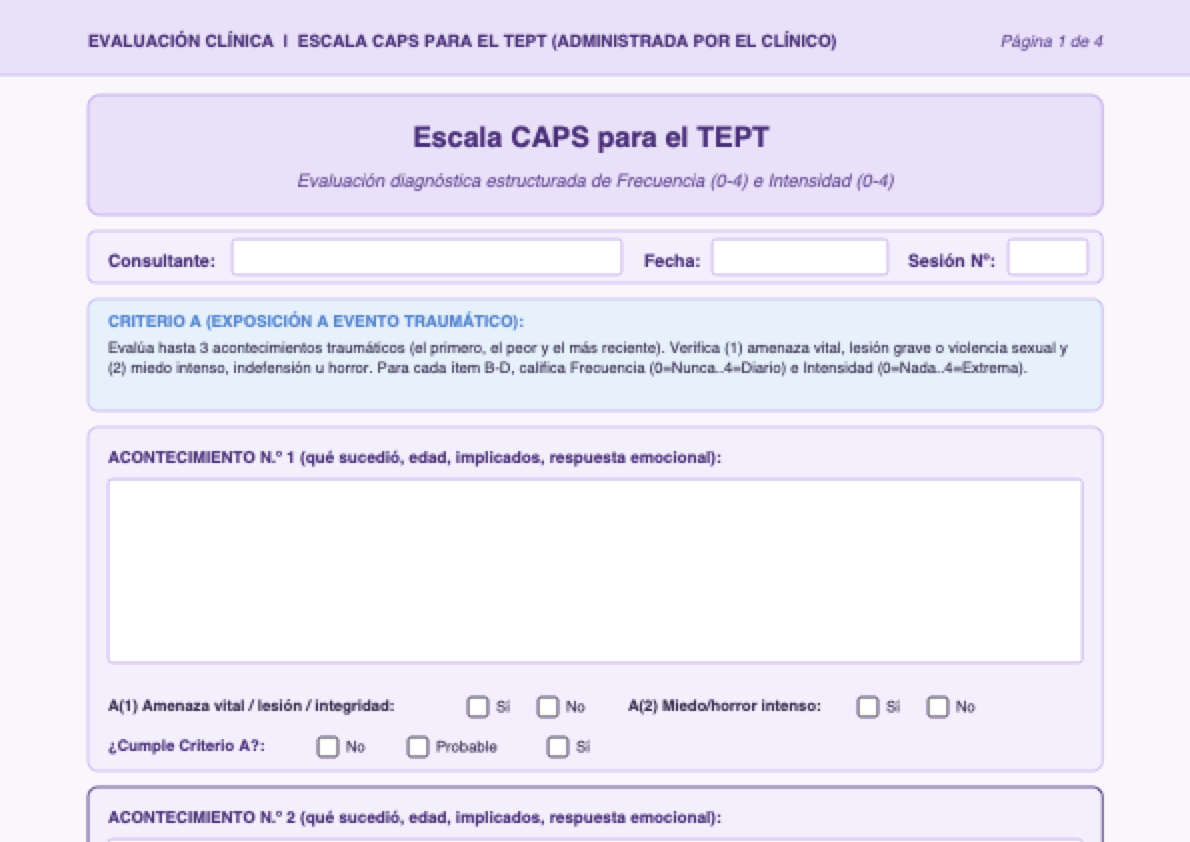 EVALUACIÓN CLÍNICA | ESCALA CAPS PARA EL TEPT (ADMINISTRADA POR EL CLÍNICO)
Página 1 de 4
Escala CAPS para el TEPT
Evaluación diagnóstica estructurada de Frecuencia (0-4) e Intensidad (0-4)
Consultante: Fecha: Sesión Nº:
CRITERIO A (EXPOSICIÓN A EVENTO TRAUMÁTICO):
Evalúa hasta 3 acontecimientos traumáticos (el primero, el peor y el más reciente). Verifica (1) amenaza vital, lesión grave o violencia sexual y
(2) miedo intenso, indefensión u horror. Para cada ítem B-D, califica Frecuencia (0=Nunca..4=Diario) e Intensidad (0=Nada..4=Extrema).
ACONTECIMIENTO N.º 1 (qué sucedió, edad, implicados, respuesta emocional):
A(1) Amenaza vital / lesión / integridad: Sí No A(2) Miedo/horror intenso: Sí No
¿Cumple Criterio A?: No Probable Sí
ACONTECIMIENTO N.º 2 (qué sucedió, edad, implicados, respuesta emocional):